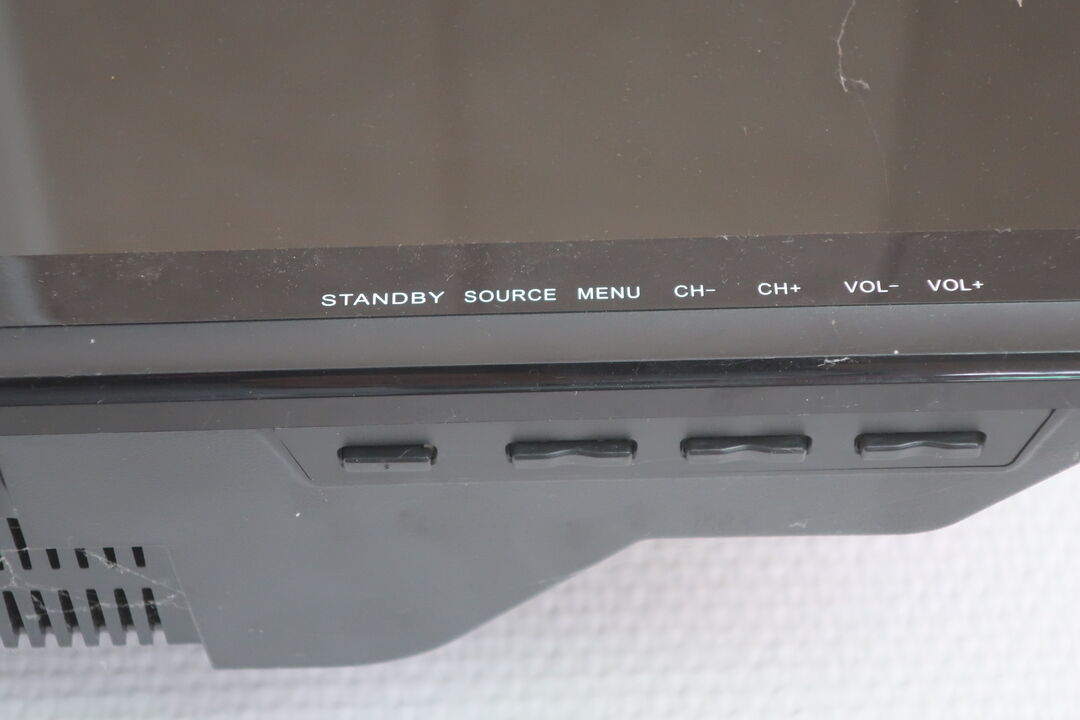 STANDBY SOURCE MENU CH- CH+ VOL- VOL+